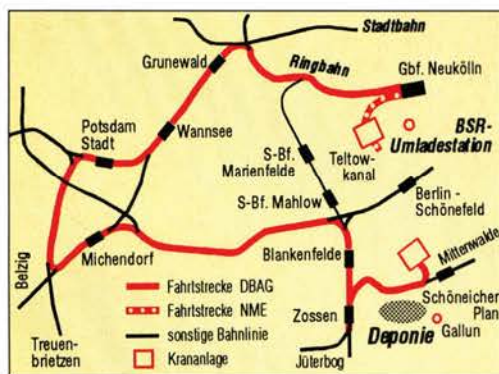 Stadtbahn
Grunewald
Ringbahn
Gbf. Neukölln
Potsdam
Stadt
Wannsee
S-Bf.
Marienfelde
Teltow-
kanal
BSR-
Umladestation
S-Bf. Mahlow
Berlin-
Schönefeld
Belzig
Michendorf
Blankenfelde
Mittenwalde
Fahrtstrecke DBAG
Fahrtstrecke NME
sonstige Bahnlinie
Krananlage
Schöneicher
Plan
Zossen
Deponie
Gallun
Treuen-
brietzen
Jüterbog